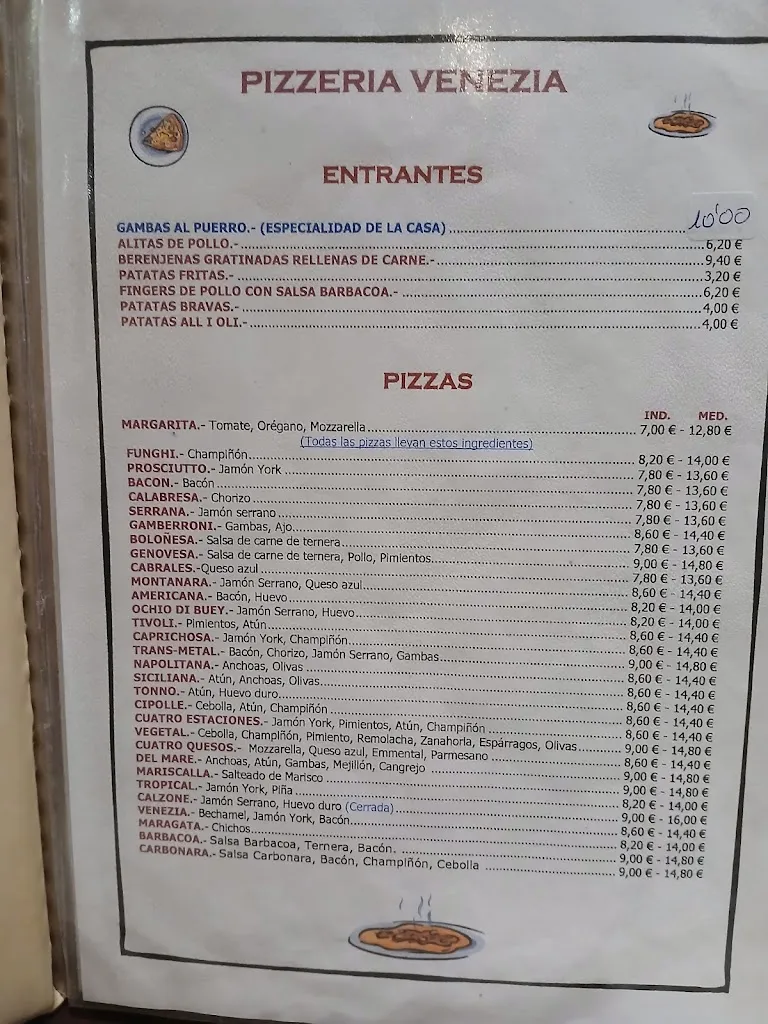 PIZZERIA VENEZIA
ENTRANTES
GAMBAS AL PUERRO.- (ESPECIALIDAD DE LA CASA) 10'00
ALITAS DE POLLO.- 6,20 €
BERENJENAS GRATINADAS RELLENAS DE CARNE.- 9,40 €
PATATAS FRITAS.- 3,20 €
FINGERS DE POLLO CON SALSA BARBACOA.- 6,20 €
PATATAS BRAVAS.- 4,00 €
PATATAS ALL I OLI.- 4,00 €
PIZZAS
IND. MED.
MARGARITA.- Tomate, Orégano, Mozzarella 7,00 € - 12,80 €
(Todas las pizzas llevan estos ingredientes)
FUNGHI.- Champiñón 8,20 € - 14,00 €
PROSCIUTTO.- Jamón York 7,80 € - 13,60 €
BACON.- Bacón 7,80 € - 13,60 €
CALABRESA.- Chorizo 7,80 € - 13,60 €
SERRANA.- Jamón serrano 7,80 € - 13,60 €
GAMBERRONI.- Gambas, Ajo 8,60 € - 14,40 €
BOLOÑESA.- Salsa de carne de ternera 7,80 € - 13,60 €
GENOVESA.- Salsa de carne de ternera, Pollo, Pimientos 9,00 € - 14,80 €
CABRALES.-Queso azul 7,80 € - 13,60 €
MONTANARA.- Jamón Serrano, Queso azul 8,60 € - 14,40 €
AMERICANA.- Bacón, Huevo 8,20 € - 14,00 €
OCHIO DI BUEY.- Jamón Serrano, Huevo 8,20 € - 14,00 €
TIVOLI.- Pimientos, Atún 8,60 € - 14,40 €
CAPRICHOSA.- Jamón York, Champiñón 8,60 € - 14,40 €
TRANS-METAL.- Bacón, Chorizo, Jamón Serrano, Gambas 9,00 € - 14,80 €
NAPOLITANA.- Anchoas, Olivas 8,60 € - 14,40 €
SICILIANA.- Atún, Anchoas, Olivas 8,60 € - 14,40 €
TONNO.- Atún, Huevo duro 8,60 € - 14,40 €
CIPOLLE.- Cebolla, Atún, Champiñón 8,60 € - 14,40 €
CUATRO ESTACIONES.- Jamón York, Pimientos, Atún, Champiñón 8,60 € - 14,40 €
VEGETAL.- Cebolla, Champiñón, Pimiento, Remolacha, Zanahoria, Espárragos, Olivas 9,00 € - 14,80 €
CUATRO QUESOS.- Mozzarella, Queso azul, Emmental, Parmesano 8,60 € - 14,40 €
DEL MARE.- Anchoas, Atún, Gambas, Mejillón, Cangrejo 9,00 € - 14,80 €
MARISCALLA.- Salteado de Marisco 9,00 € - 14,80 €
TROPICAL.- Jamón York, Piña 8,20 € - 14,00 €
CALZONE.- Jamón Serrano, Huevo duro (Cerrada) 9,00 € - 16,00 €
VENEZIA.- Bechamel, Jamón York, Bacón 8,60 € - 14,40 €
MARAGATA.- Chichos 8,20 € - 14,00 €
BARBACOA.- Salsa Barbacoa, Ternera, Bacón. 9,00 € - 14,80 €
CARBONARA.- Salsa Carbonara, Bacón, Champiñón, Cebolla 9,00 € - 14,80 €